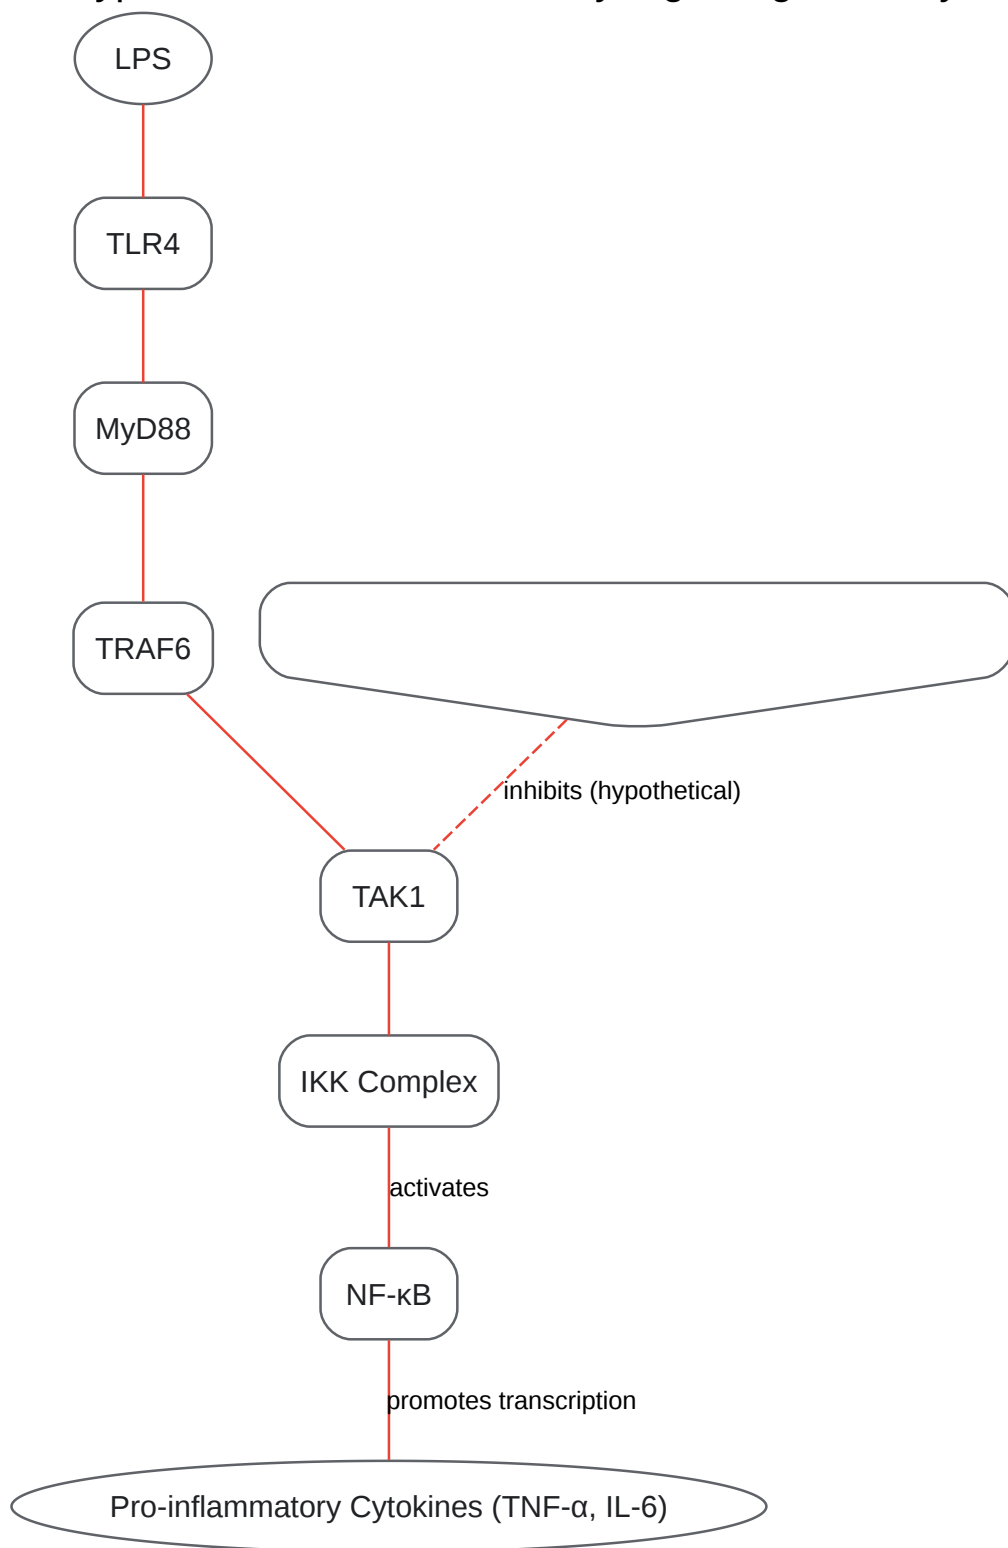 LPS
TLR4
MyD88
TRAF6
inhibits (hypothetical)
TAK1
IKK Complex
activates
NF-κB
promotes transcription
Pro-inflammatory Cytokines (TNF-α, IL-6)